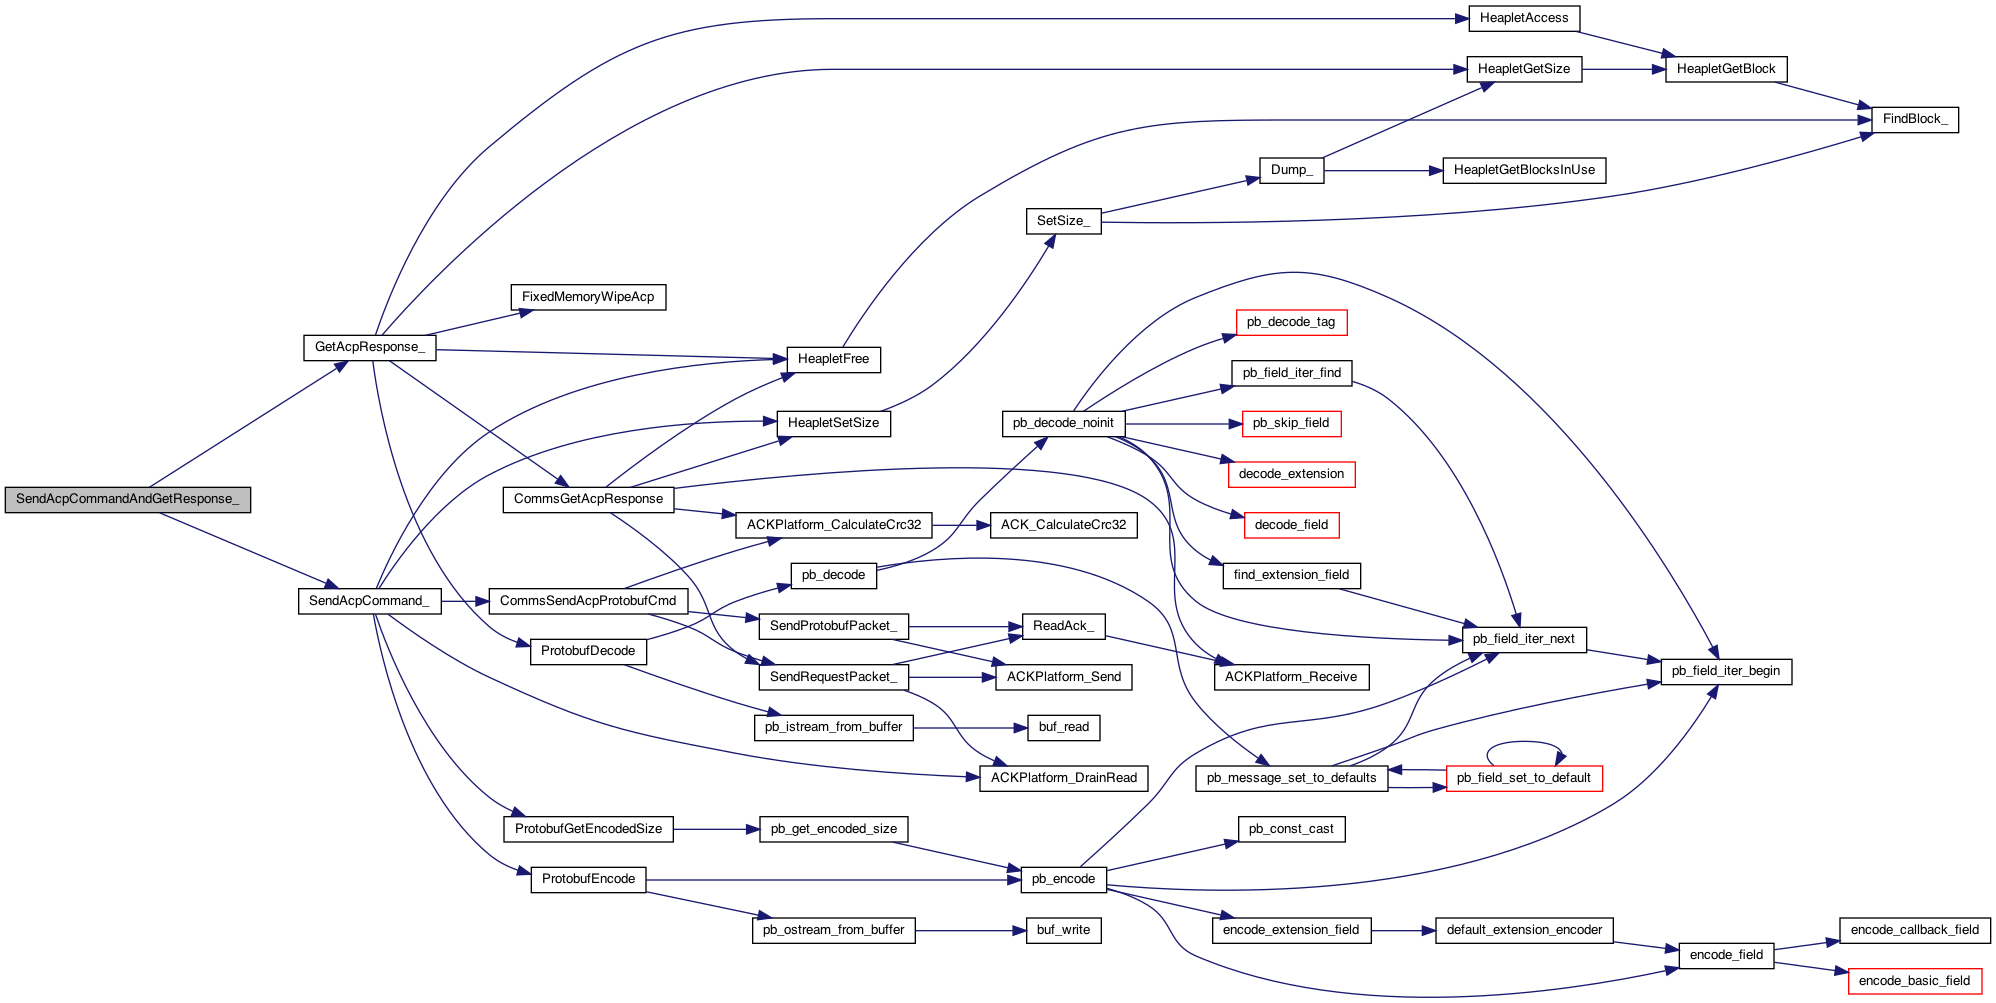 HeapletAccess
HeapletGetSize
HeapletGetBlock
FindBlock_
Dump_
HeapletGetBlocksInUse
SetSize_
FixedMemoryWipeAcp
pb_decode_tag
GetAcpResponse_
HeapletFree
pb_field_iter_find
HeapletSetSize
pb_decode_noinit
pb_skip_field
decode_extension
SendAcpCommandAndGetResponse_
CommsGetAcpResponse
ACKPlatform_CalculateCrc32
ACK_CalculateCrc32
decode_field
pb_decode
find_extension_field
SendAcpCommand_
CommsSendAcpProtobufCmd
SendProtobufPacket_
ReadAck_
pb_field_iter_next
ProtobufDecode
SendRequestPacket_
ACKPlatform_Send
ACKPlatform_Receive
pb_field_iter_begin
pb_istream_from_buffer
buf_read
ACKPlatform_DrainRead
pb_message_set_to_defaults
pb_field_set_to_default
ProtobufGetEncodedSize
pb_get_encoded_size
pb_const_cast
ProtobufEncode
pb_encode
pb_ostream_from_buffer
buf_write
encode_extension_field
default_extension_encoder
encode_callback_field
encode_field
encode_basic_field